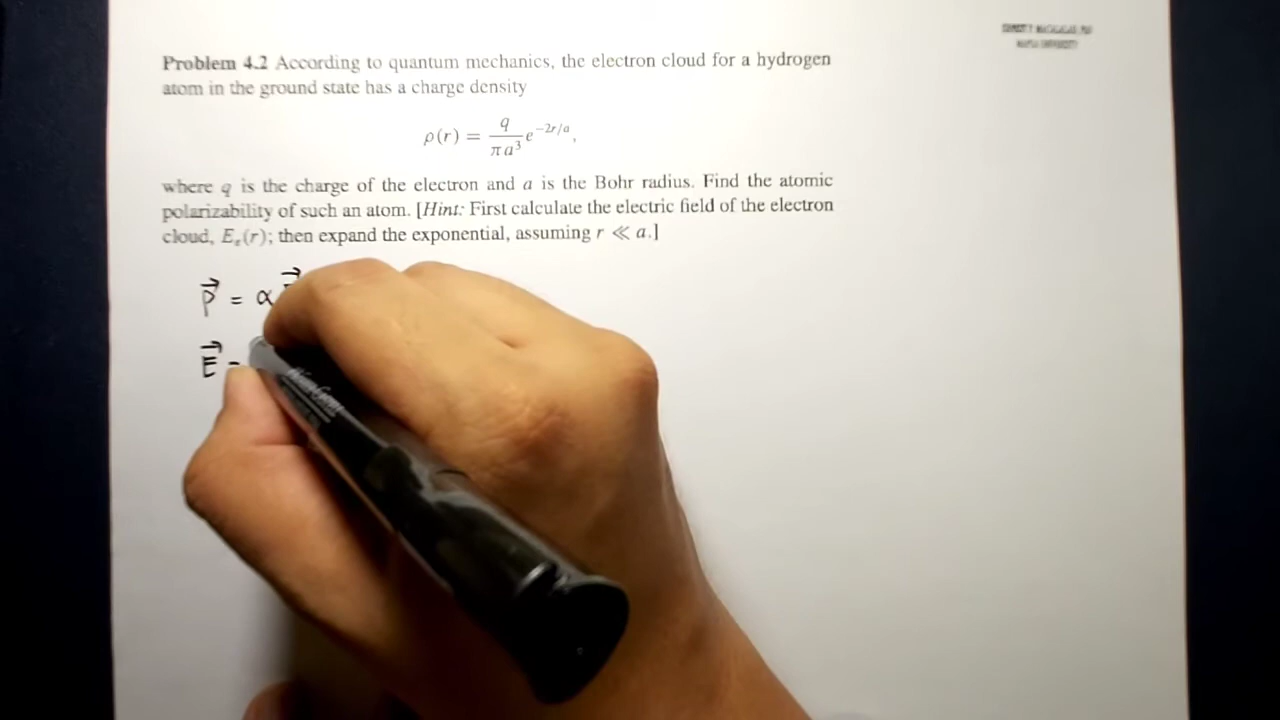 Problem 4.2 According to quantum mechanics, the electron cloud for a hydrogen
atom in the ground state has a charge density
ρ(r) = q/πa³ e^{−2r/a},
where q is the charge of the electron and a is the Bohr radius. Find the atomic
polarizability of such an atom. [Hint: First calculate the electric field of the electron
cloud, Eₑ(r); then expand the exponential, assuming r ≪ a.]
p⃗ = α
E⃗ =